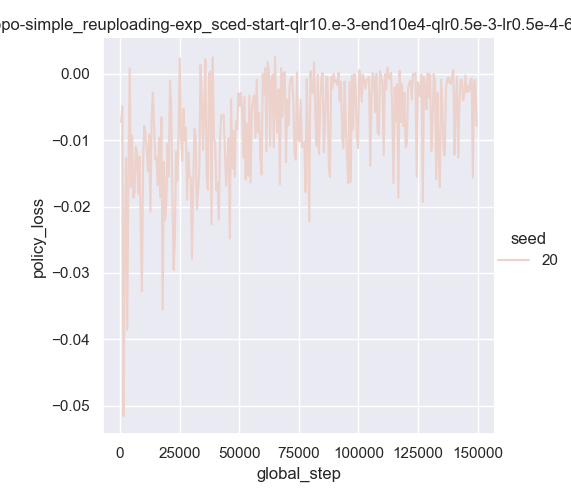 po-simple_reuploading-exp_sced-start-qlr10.e-3-end10e4-qlr0.5e-3-lr0.5e-4-6
0.00
−0.01
−0.02
−0.03
−0.04
−0.05
policy_loss
0 25000 50000 75000 100000 125000 150000
global_step
seed
20